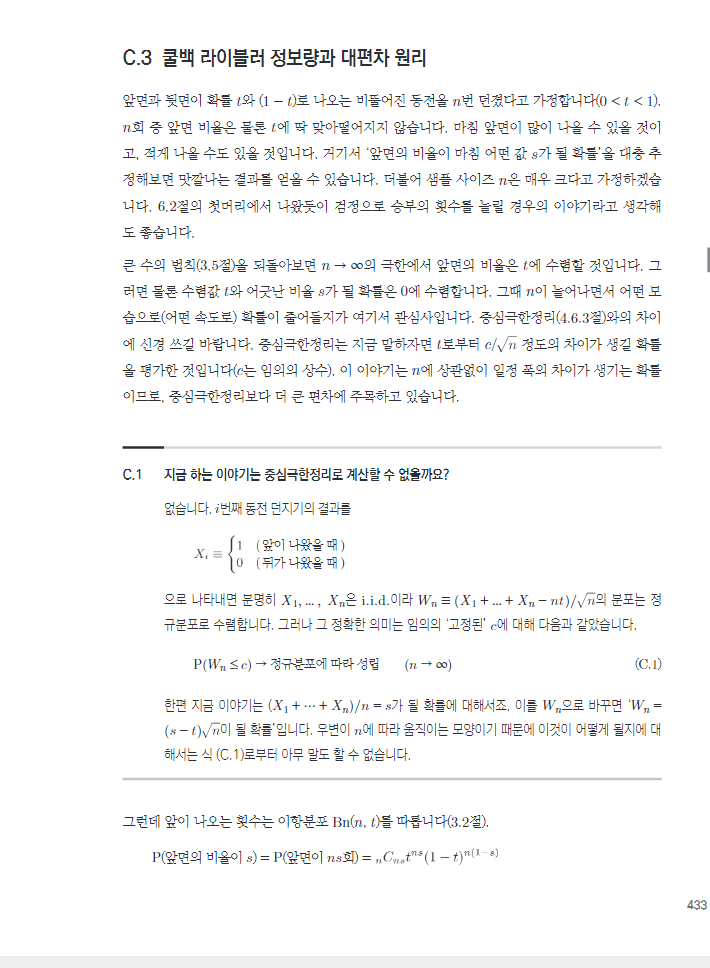 C.3 쿨백 라이블러 정보량과 대편차 원리
앞면과 뒷면이 확률 t와 (1 − t)로 나오는 비뚤어진 동전을 n번 던졌다고 가정합니다(0 < t < 1).
n회 중 앞면 비율은 물론 t에 딱 맞아떨어지지 않습니다. 마침 앞면이 많이 나올 수 있을 것이
고, 적게 나올 수도 있을 것입니다. 거기서 ‘앞면의 비율이 마침 어떤 값 s가 될 확률’을 대충 추
정해보면 맛깔나는 결과를 얻을 수 있습니다. 더불어 샘플 사이즈 n은 매우 크다고 가정하겠습
니다. 6.2절의 첫머리에서 나왔듯이 검정으로 승부의 횟수를 늘릴 경우의 이야기라고 생각해
도 좋습니다.
큰 수의 법칙(3.5절)을 되돌아보면 n → ∞의 극한에서 앞면의 비율은 t에 수렴할 것입니다. 그
러면 물론 수렴값 t와 어긋난 비율 s가 될 확률은 0에 수렴합니다. 그때 n이 늘어나면서 어떤 모
습으로(어떤 속도로) 확률이 줄어들지가 여기서 관심사입니다. 중심극한정리(4.6.3절)와의 차이
에 신경 쓰길 바랍니다. 중심극한정리는 지금 말하자면 t로부터 c/√n 정도의 차이가 생길 확률
을 평가한 것입니다(c는 임의의 상수). 이 이야기는 n에 상관없이 일정 폭의 차이가 생기는 확률
이므로, 중심극한정리보다 더 큰 편차에 주목하고 있습니다.
C.1 지금 하는 이야기는 중심극한정리로 계산할 수 없을까요?
없습니다. i번째 동전 던지기의 결과를
X_i ≡ { 1 (앞이 나왔을 때)
0 (뒤가 나왔을 때)
으로 나타내면 분명히 X_1, ... , X_n은 i.i.d.이라 W_n ≡ (X_1 + ... + X_n − nt)/√n의 분포는 정
규분포로 수렴합니다. 그러나 그 정확한 의미는 임의의 ‘고정된’ c에 대해 다음과 같았습니다.
P(W_n ≤ c) → 정규분포에 따라 성립 (n → ∞) (C.1)
한편 지금 이야기는 (X_1 + ⋯ + X_n)/n = s가 될 확률에 대해서죠. 이를 W_n으로 바꾸면 ‘W_n =
(s − t)√n이 될 확률’입니다. 우변이 n에 따라 움직이는 모양이기 때문에 이것이 어떻게 될지에 대
해서는 식 (C.1)로부터 아무 말도 할 수 없습니다.
그런데 앞이 나오는 횟수는 이항분포 Bn(n, t)를 따릅니다(3.2절).
P(앞면의 비율이 s) = P(앞면이 ns회) = _nC_{ns}t^{ns}(1 − t)^{n(1−s)}
433